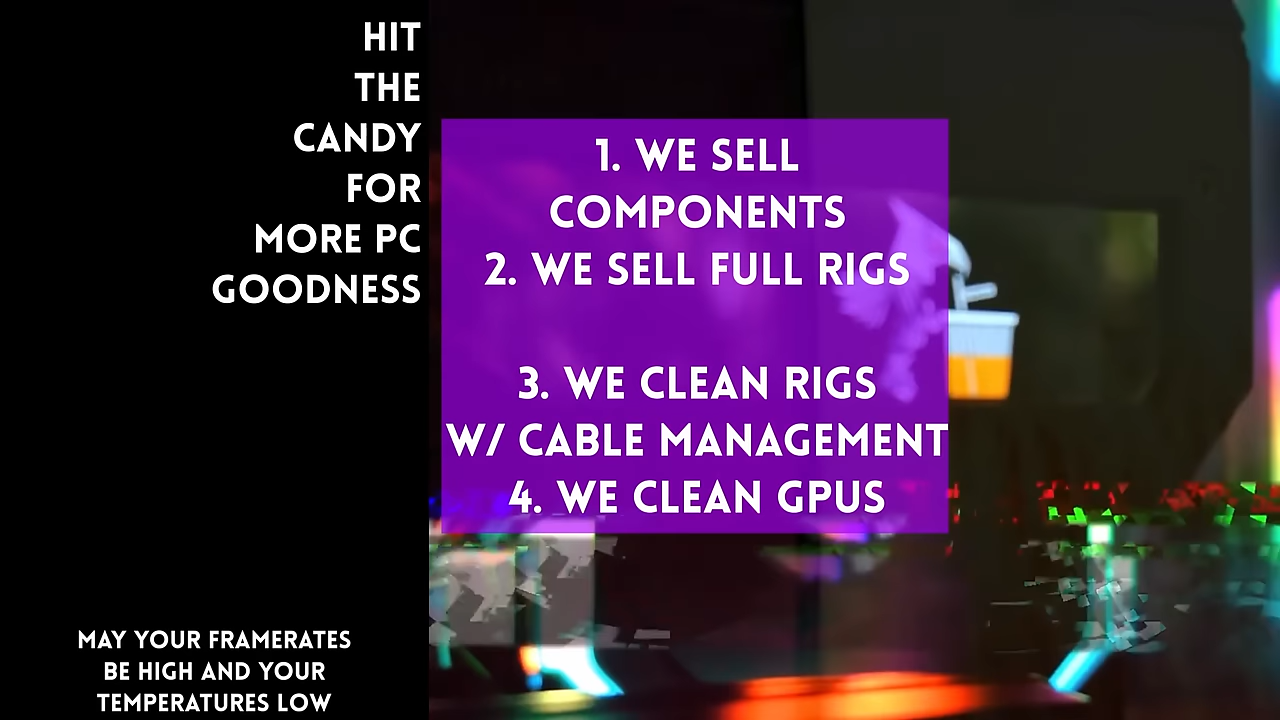 HIT
THE
CANDY
FOR
MORE PC
GOODNESS
1. WE SELL
COMPONENTS
2. WE SELL FULL RIGS
3. WE CLEAN RIGS
W/ CABLE MANAGEMENT
4. WE CLEAN GPUS
MAY YOUR FRAMERATES
BE HIGH AND YOUR
TEMPERATURES LOW